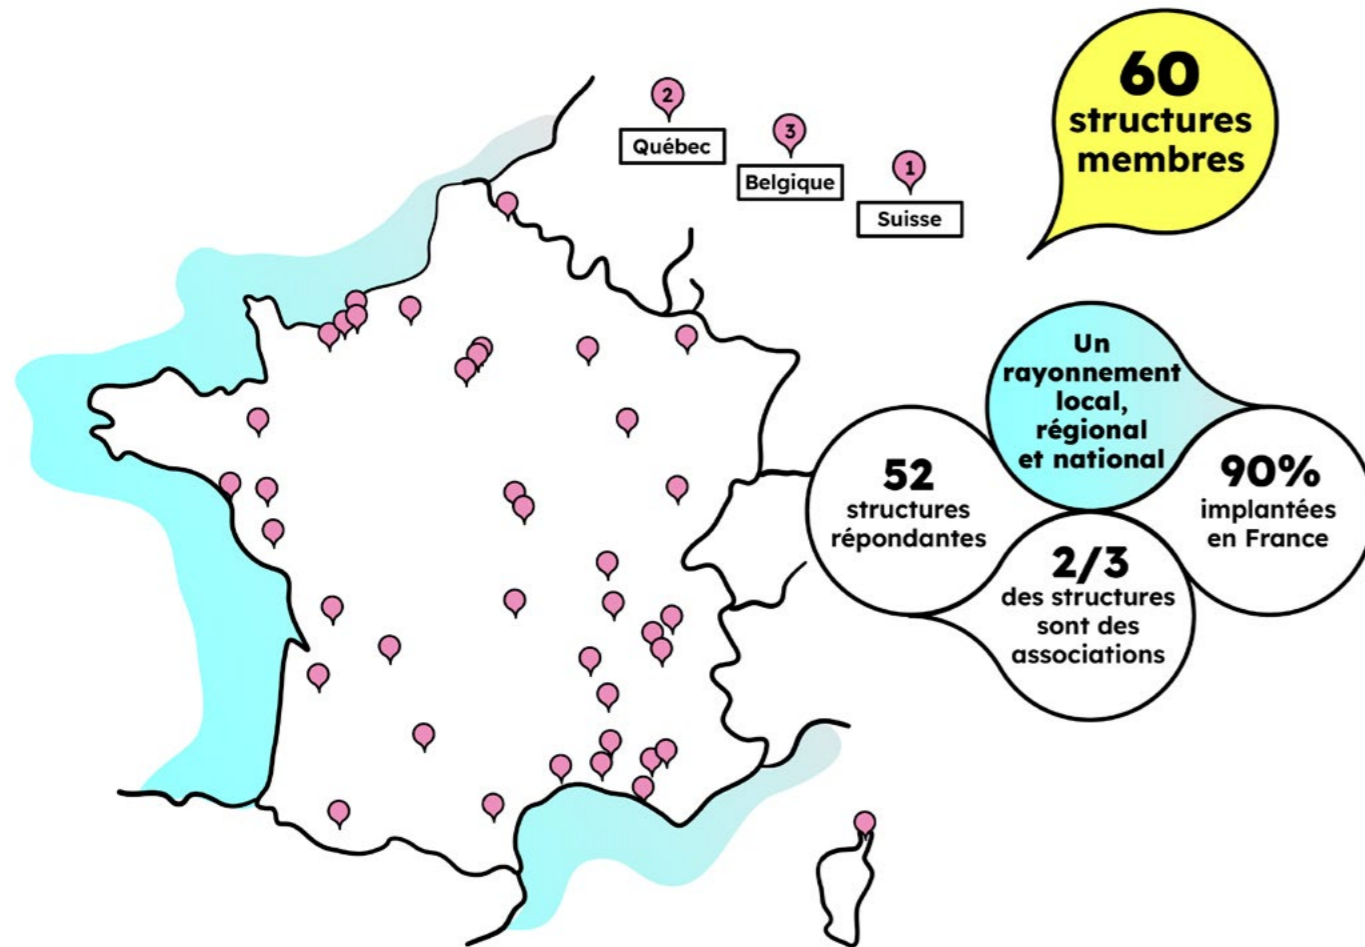 60
structures
membres
2
Québec
3
Belgique
1
Suisse
Un
rayonnement
local,
régional
et national
52
structures
répondantes
90%
implantées
en France
2/3
des structures
sont des
associations